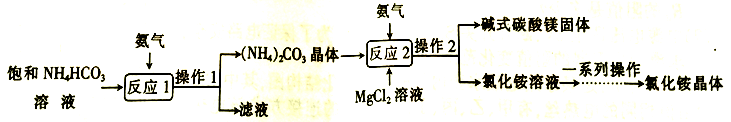 氨气
氨气
碱式碳酸镁固体
饱和 NH₄HCO₃
溶液
反应 1
操作 1
(NH₄)₂CO₃ 晶体
反应 2
操作 2
滤液
MgCl₂ 溶液
氯化铵溶液
一系列操作
氯化铵晶体